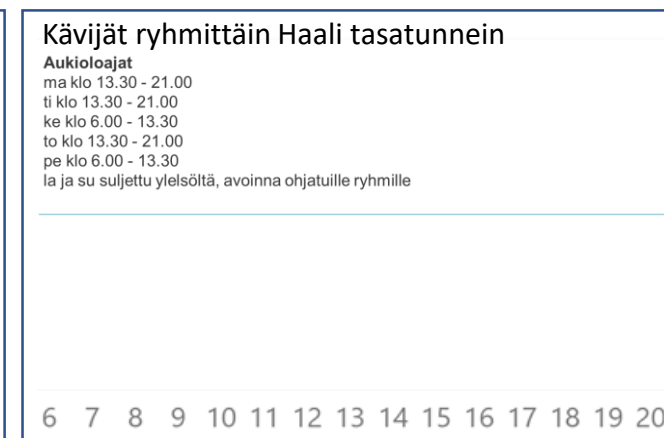 Kävijät ryhmittäin Haali tasatunnein
Aukioloajat
ma klo 13.30 - 21.00
ti klo 13.30 - 21.00
ke klo 6.00 - 13.30
to klo 13.30 - 21.00
pe klo 6.00 - 13.30
la ja su suljettu ylelsöltä, avoinna ohjatuille ryhmille
6 7 8 9 10 11 12 13 14 15 16 17 18 19 20